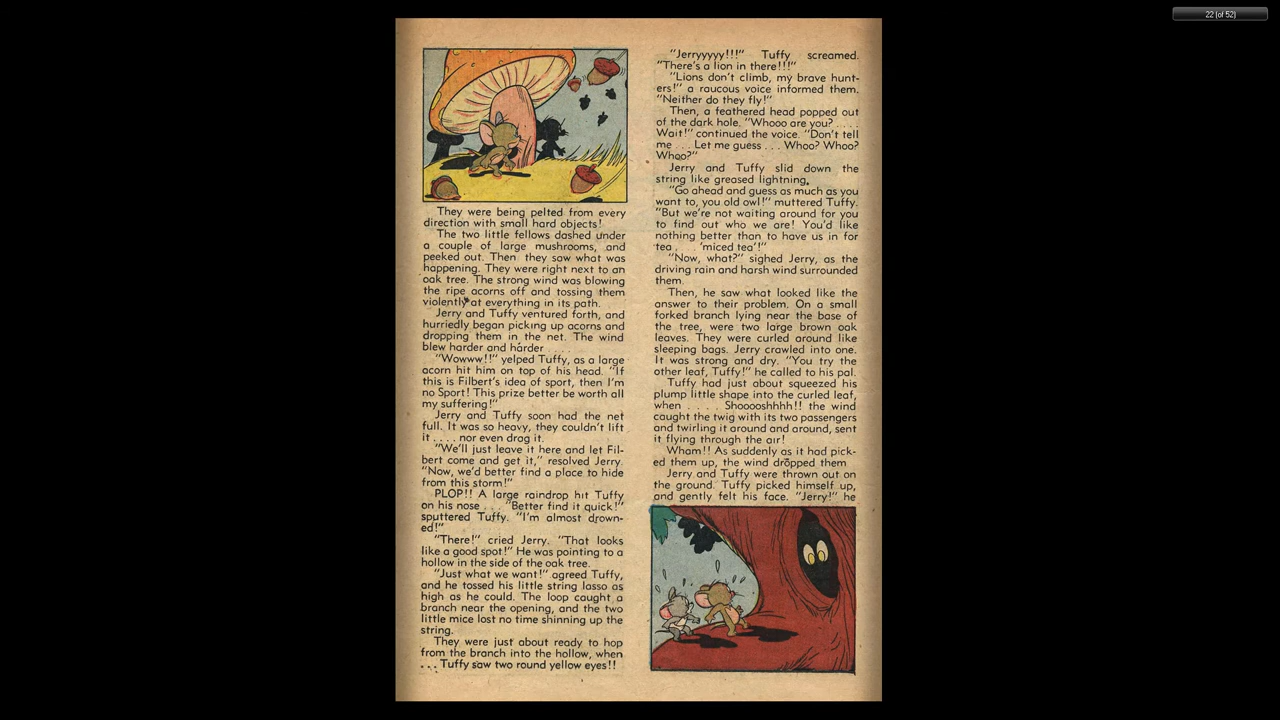 22 (of 52)
They were being pelted from every
direction with small hard objects!
The two little fellows dashed under
a couple of large mushrooms, and
peeked out. Then they saw what was
happening. They were right next to an
oak tree. The strong wind was blowing
the ripe acorns off and tossing them
violently at everything in its path.
Jerry and Tuffy ventured forth, and
hurriedly began picking up acorns and
dropping them in the net. The wind
blew harder and harder . . . .
"Wowww!!" yelped Tuffy, as a large
acorn hit him on top of his head. "If
this is Filbert's idea of sport, then I'm
no Sport! This prize better be worth all
my suffering!"
Jerry and Tuffy soon had the net
full. It was so heavy, they couldn't lift
it . . . . nor even drag it.
"We'll just leave it here and let Fil-
bert come and get it," resolved Jerry.
"Now, we'd better find a place to hide
from this storm!"
PLOP!! A large raindrop hit Tuffy
on his nose . . . "Better find it quick!"
sputtered Tuffy. "I'm almost drown-
ed!"
"There!" cried Jerry. "That looks
like a good spot!" He was pointing to a
hollow in the side of the oak tree.
"Just what we want!" agreed Tuffy,
and he tossed his little string lasso as
high as he could. The loop caught a
branch near the opening, and the two
little mice lost no time shinning up the
string.
They were just about ready to hop
from the branch into the hollow, when
. . . Tuffy saw two round yellow eyes!!
"Jerryyyyy!!!" Tuffy screamed.
"There's a lion in there!!!"
"Lions don't climb, my brave hunt-
ers!" a raucous voice informed them.
"Neither do they fly!"
Then, a feathered head popped out
of the dark hole. "Whooo are you? . . . .
Wait!" continued the voice. "Don't tell
me . . . Let me guess . . . Whoo? Whoo?
Whoo?"
Jerry and Tuffy slid down the
string like greased lightning.
"Go ahead and guess as much as you
want to, you old owl!" muttered Tuffy.
"But we're not waiting around for you
to find out who we are! You'd like
nothing better than to have us in for
tea . . . 'miced tea'!"
"Now, what?" sighed Jerry, as the
driving rain and harsh wind surrounded
them.
Then, he saw what looked like the
answer to their problem. On a small
forked branch lying near the base of
the tree, were two large brown oak
leaves. They were curled around like
sleeping bags. Jerry crawled into one.
It was strong and dry. "You try the
other leaf, Tuffy!" he called to his pal.
Tuffy had just about squeezed his
plump little shape into the curled leaf,
when . . . . Shooooshhhh!! the wind
caught the twig with its two passengers
and twirling it around and around, sent
it flying through the air!
Wham!! As suddenly as it had pick-
ed them up, the wind dropped them
Jerry and Tuffy were thrown out on
the ground. Tuffy picked himself up,
and gently felt his face. "Jerry!" he